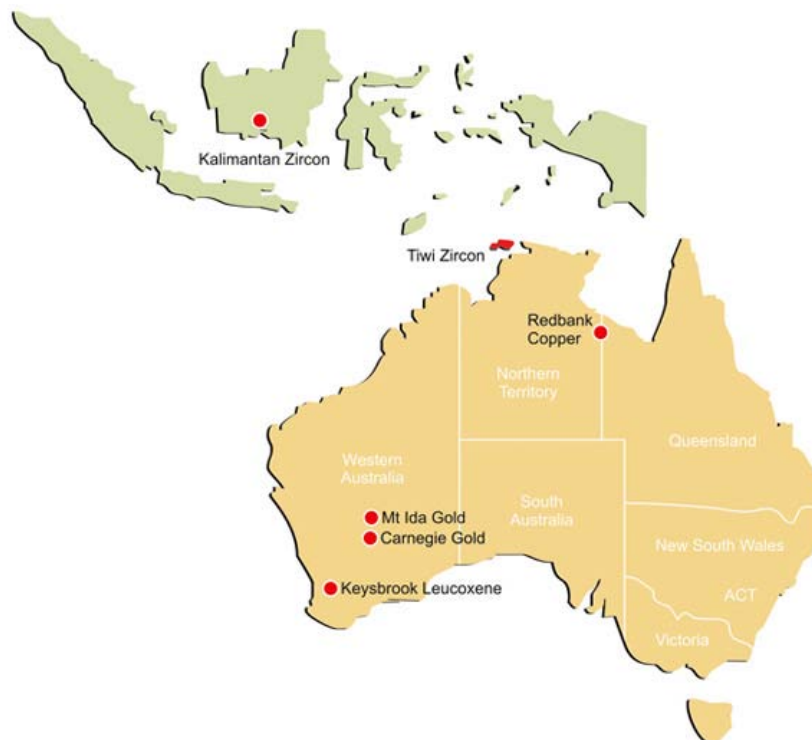 Kalimantan Zircon
Tiwi Zircon
Redbank
Copper
Northern
Territory
Queensland
Western
Australia
South
Australia
Mt Ida Gold
Carnegie Gold
New South Wales
Keysbrook Leucoxene
ACT
Victoria